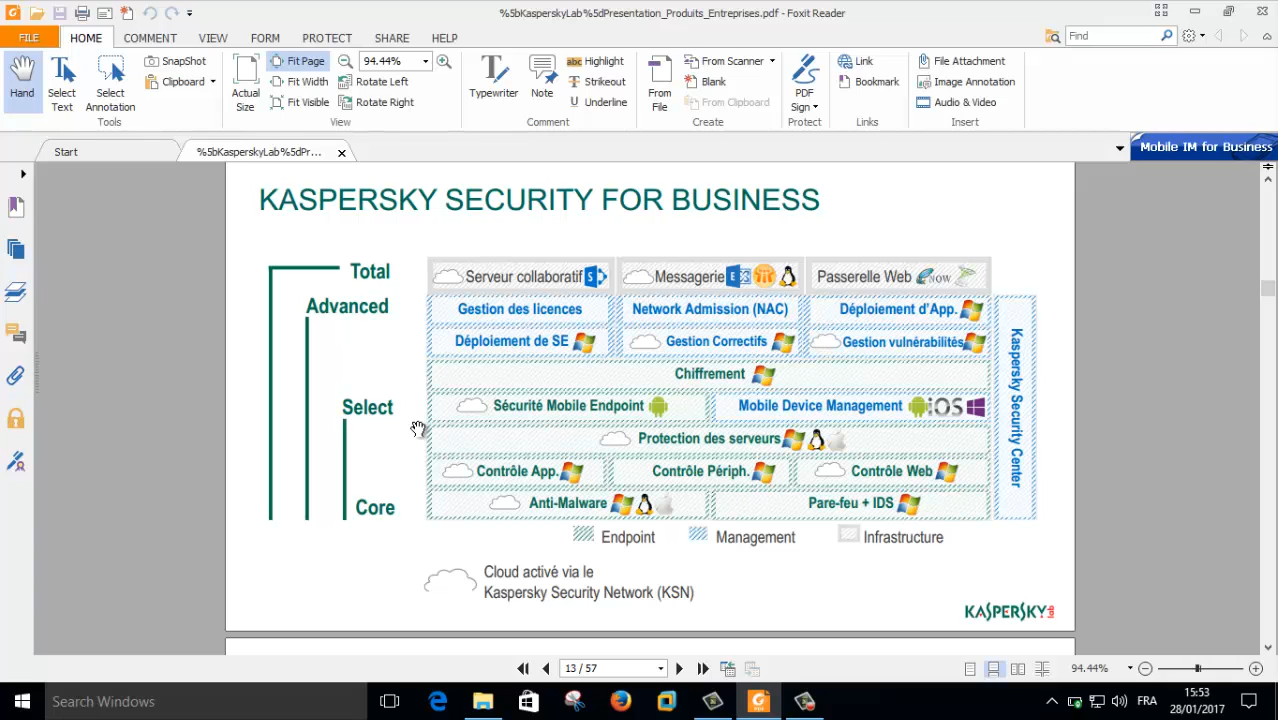 %5bKasperskyLab%5dPresentation_Produits_Entreprises.pdf - Foxit Reader
FILE HOME COMMENT VIEW FORM PROTECT SHARE HELP
Find
Hand
Select Text
Select Annotation
SnapShot
Clipboard
Tools
Actual Size
Fit Page
Fit Width
Fit Visible
94.44%
Rotate Left
Rotate Right
View
Typewriter
Note
Highlight
Strikeout
Underline
Comment
From File
From Scanner
Blank
From Clipboard
Create
PDF Sign
Protect
Link
Bookmark
Links
File Attachment
Image Annotation
Audio & Video
Insert
Start
%5bKasperskyLab%5dPr...
Mobile IM for Business
KASPERSKY SECURITY FOR BUSINESS
Total
Advanced
Select
Core
Serveur collaboratif Messagerie Passerelle Web NOW
Gestion des licences Network Admission (NAC) Déploiement d'App.
Déploiement de SE Gestion Correctifs Gestion vulnérabilités
Chiffrement
Sécurité Mobile Endpoint Mobile Device Management iOS
Protection des serveurs
Contrôle App. Contrôle Périph. Contrôle Web
Anti-Malware Pare-feu + IDS
Kaspersky Security Center
Endpoint Management Infrastructure
Cloud activé via le
Kaspersky Security Network (KSN)
KASPERSKY lab
13 / 57
94.44%
Search Windows
FRA
15:53
28/01/2017